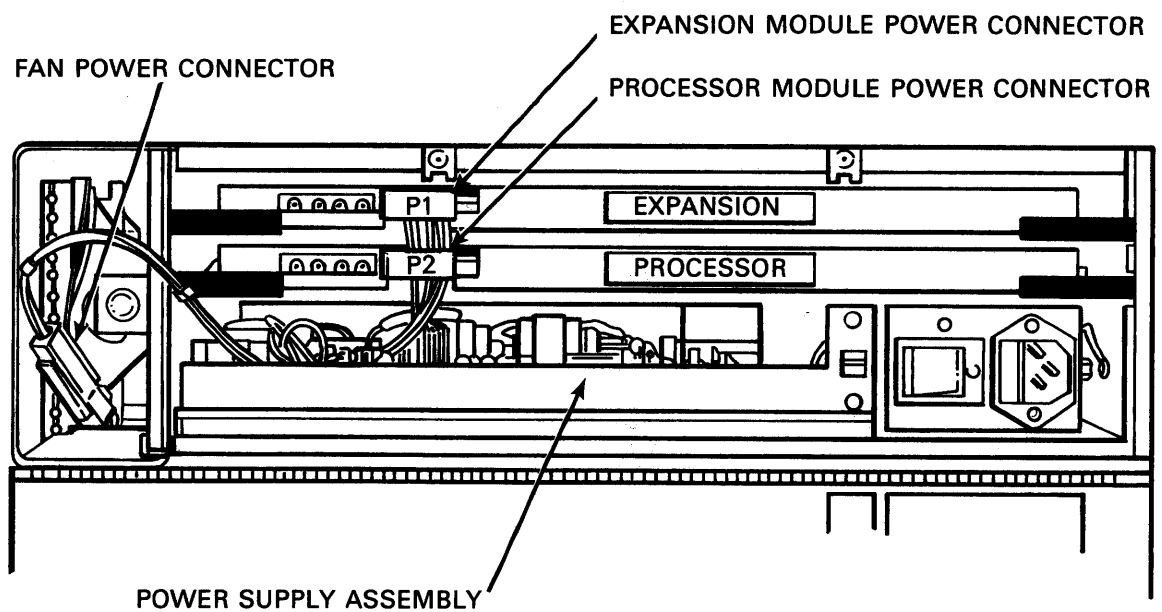 EXPANSION MODULE POWER CONNECTOR
FAN POWER CONNECTOR
PROCESSOR MODULE POWER CONNECTOR
P1
EXPANSION
P2
PROCESSOR
POWER SUPPLY ASSEMBLY